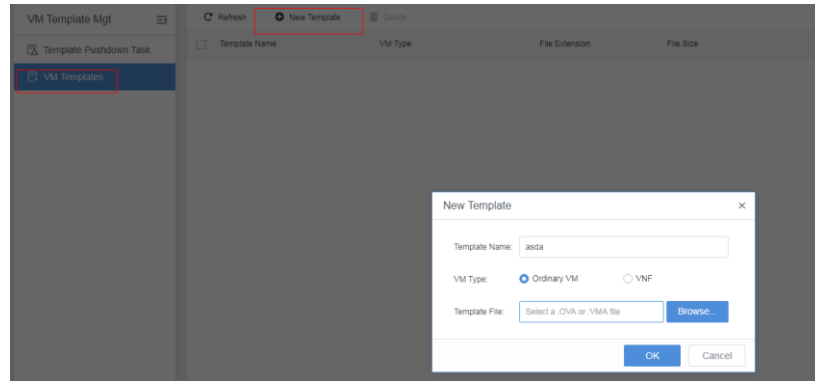 VM Template Mgt
Refresh New Template Delete
Template Pushdown Task
Template Name VM Type File Extension File Size
VM Templates
New Template
Template Name: asda
VM Type: Ordinary VM VNF
Template File: Select a .OVA or .VMA file Browse...
OK Cancel